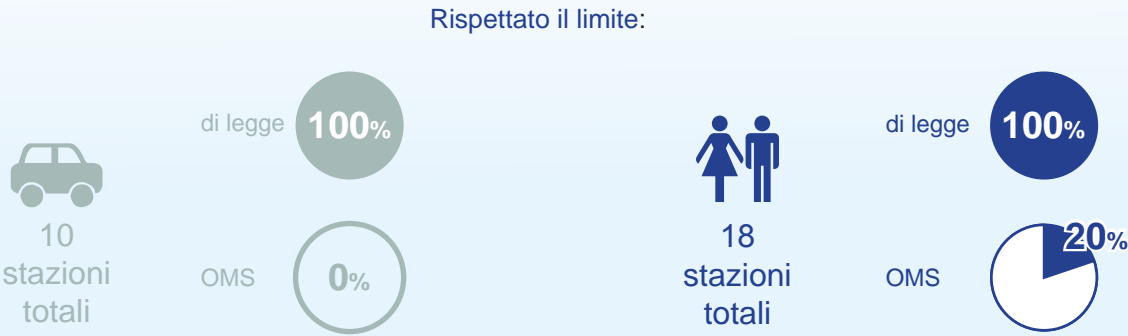 Rispettato il limite:
di legge 100%
10
stazioni
totali
OMS 0%
di legge 100%
18
stazioni
totali
OMS 20%